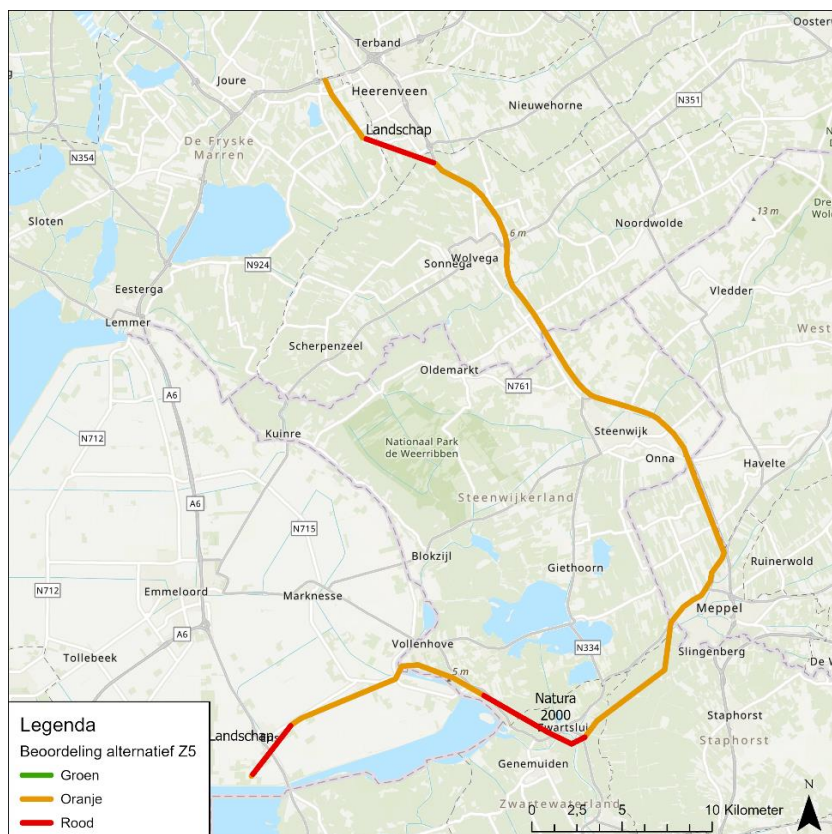 Oosterw
Terband
Joure
Heerenveen
N351
Nieuwehorne
Landschap
De Fryske
Marren
N354
Dre
Wol
13 m
Sloten
Noordwolde
6 m
Wolvega
N924
Sonnega
Vledder
Eesterga
West
Lemmer
Scherpenzeel
Oldemarkt
N761
A6
Kuinre
Steenwijk
N712
Nationaal Park
de Weerribben
Onna
Havelte
A6
Steenwijkerland
N715
Blokzijl
Ruinerwold
Giethoorn
N712
Emmeloord
Marknesse
Meppel
A6
Vollenhove
N334
Slingenberg
Tollebeek
De W
5 m
Natura
2000
Zwartslui
Staphorst
Landschap
Staphorst
Genemuiden
Zwartewaterland
Legenda
Beoordeling alternatief Z5
Groen
Oranje
Rood
0 2,5 5 10 Kilometer
N